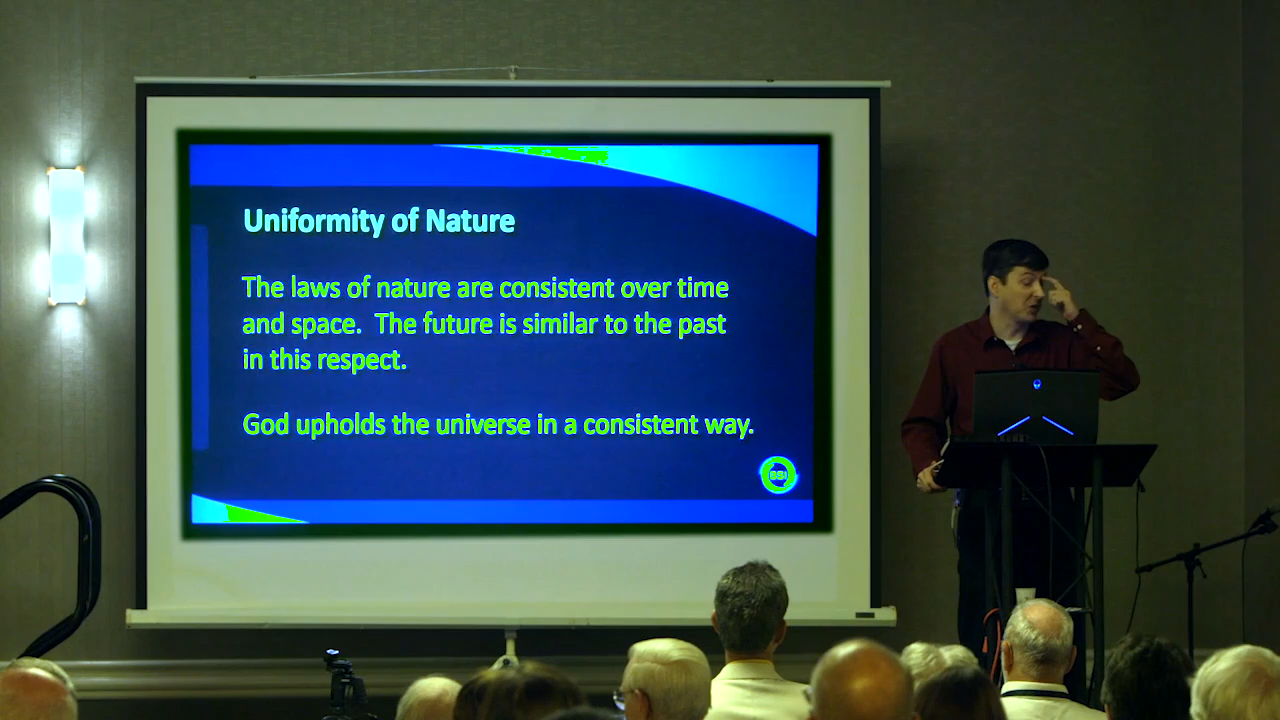 Uniformity of Nature
The laws of nature are consistent over time
and space. The future is similar to the past
in this respect.
God upholds the universe in a consistent way.